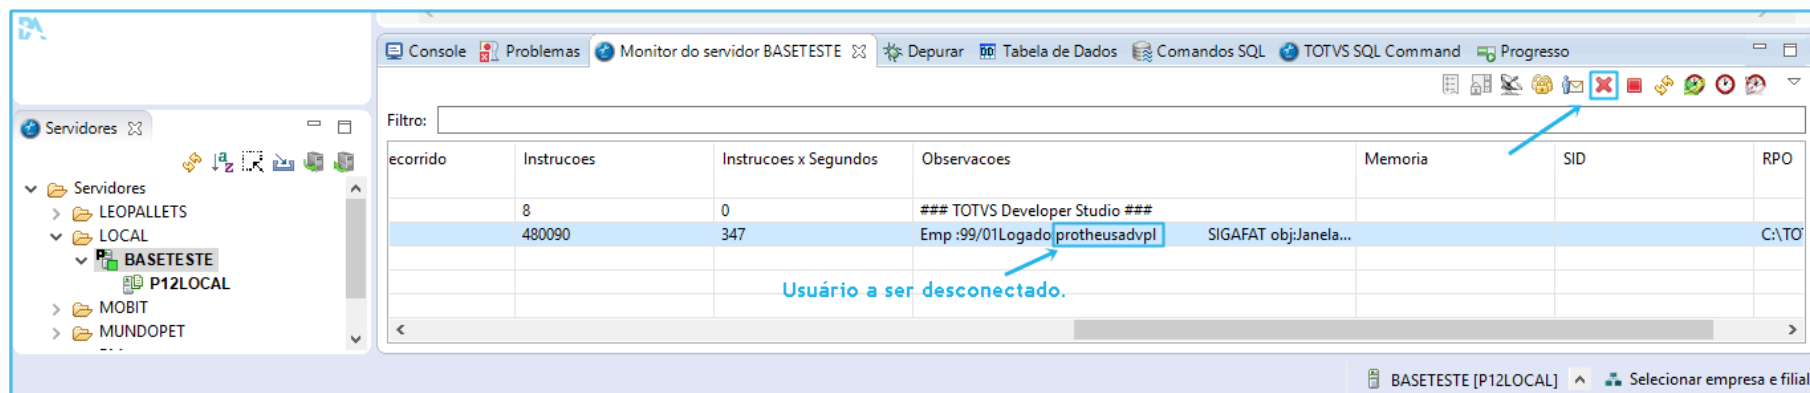 PA
Console Problemas Monitor do servidor BASETESTE Depurar Tabela de Dados Comandos SQL TOTVS SQL Command Progresso
Servidores
Filtro:
ecorrido Instrucoes Instrucoes x Segundos Observacoes Memoria SID RPO
Servidores
LEOPALLETS
LOCAL
BASETESTE
P12LOCAL
MOBIT
MUNDOPET
8 0 ### TOTVS Developer Studio ###
480090 347 Emp :99/01Logado protheusadvpl SIGAFAT obj:Janela... C:\TO
Usuário a ser desconectado.
BASETESTE [P12LOCAL] Selecionar empresa e filial